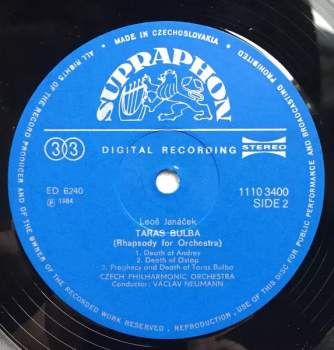 MADE IN CZECHOSLOVAKIA
ALL RIGHTS OF THE RECORD PRODUCER AND OF THE OWNER OF THE RECORDED WORK RESERVED , REPRODUCTION . USE OF THIS DISC FOR PUBLIC PERFORMANCE AND BROADCASTING PROHIBITED
SUPRAPHON
33
DIGITAL RECORDING
STEREO
ED 6240
℗ 1984
1110 3400
SIDE 2
Leoš Janáček
TARAS BULBA
(Rhapsody for Orchestra)
1. Death of Andrey
2. Death of Ostap
3. Prophecy and Death of Taras Bulba
CZECH PHILHARMONIC ORCHESTRA
Conductor: VÁCLAV NEUMANN